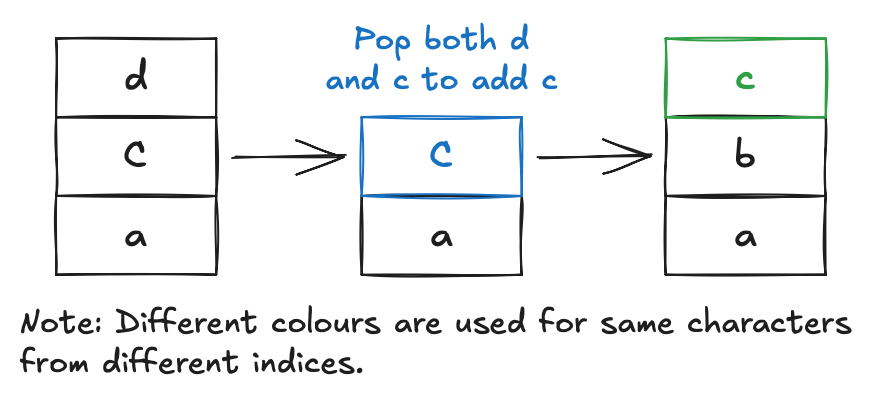 Pop both d
and c to add c
d
c
a
c
a
c
b
a
Note: Different colours are used for same characters
from different indices.